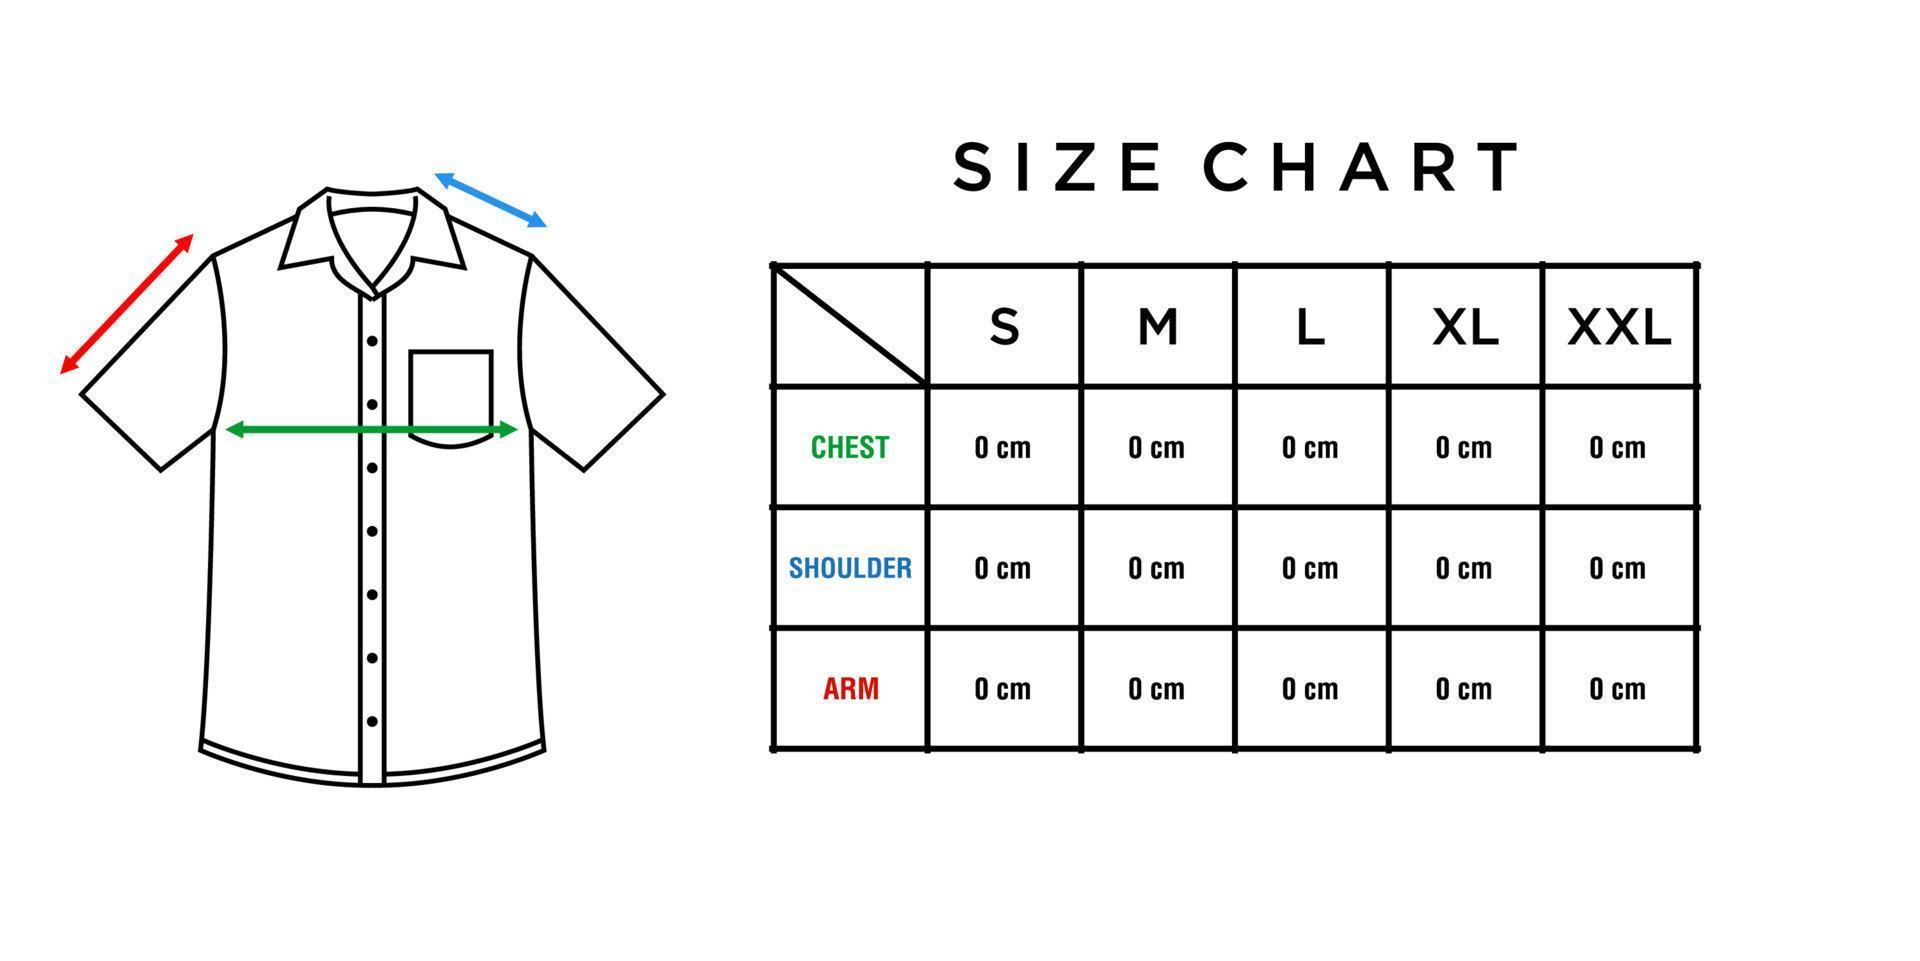 SIZE CHART
S M L XL XXL
CHEST 0 cm 0 cm 0 cm 0 cm 0 cm
SHOULDER 0 cm 0 cm 0 cm 0 cm 0 cm
ARM 0 cm 0 cm 0 cm 0 cm 0 cm